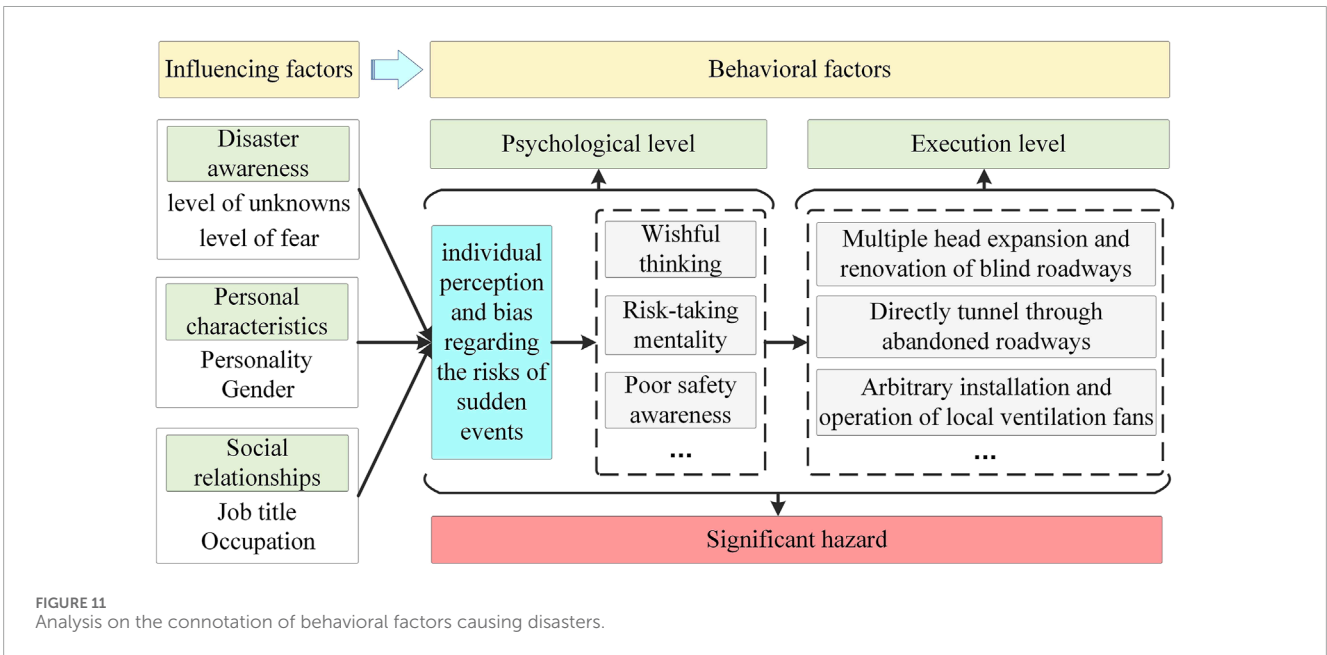 Influencing factors
Behavioral factors
Disaster
awareness
level of unknowns
level of fear
Personal
characteristics
Personality
Gender
Social
relationships
Job title
Occupation
Psychological level
individual
perception
and bias
regarding
the risks of
sudden
events
Wishful
thinking
Risk-taking
mentality
Poor safety
awareness
...
Execution level
Multiple head expansion and
renovation of blind roadways
Directly tunnel through
abandoned roadways
Arbitrary installation and
operation of local ventilation fans
...
Significant hazard
FIGURE 11
Analysis on the connotation of behavioral factors causing disasters.